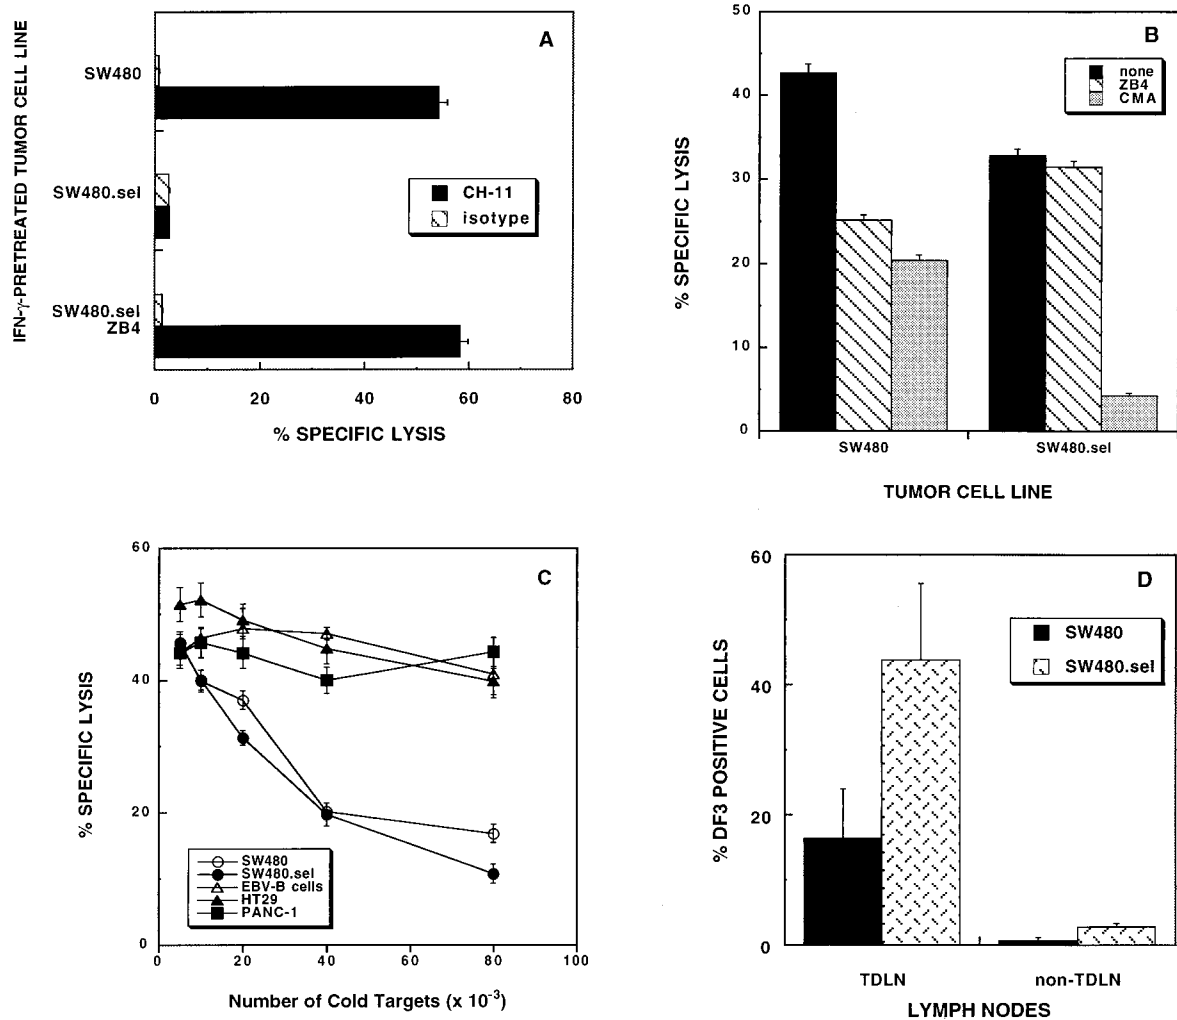 A
IFN-γ-PRETREATED TUMOR CELL LINE
SW480
SW480.sel
SW480.sel
ZB4
CH-11
isotype
0 20 40 60 80
% SPECIFIC LYSIS
B
% SPECIFIC LYSIS
50
40
30
20
10
0
none
ZB4
CMA
SW480 SW480.sel
TUMOR CELL LINE
C
% SPECIFIC LYSIS
60
40
20
0
SW480
SW480.sel
EBV-B cells
HT29
PANC-1
0 20 40 60 80 100
Number of Cold Targets (x 10-3)
D
% DF3 POSITIVE CELLS
60
40
20
0
SW480
SW480.sel
TDLN non-TDLN
LYMPH NODES